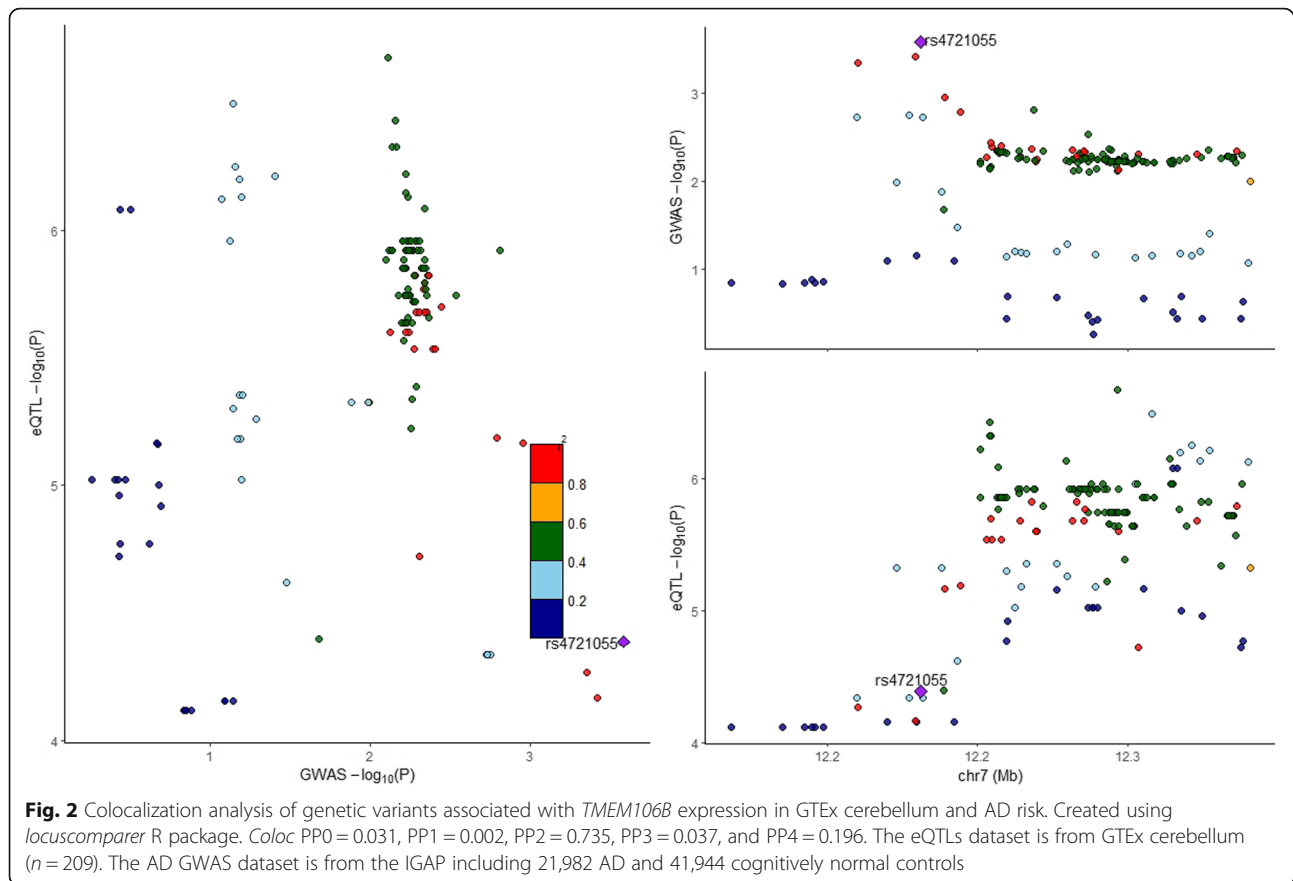 6
5
4
eQTL −log10(P)
1
2
3
GWAS −log10(P)
r2
0.8
0.6
0.4
0.2
rs4721055
rs4721055
3
2
1
GWAS −log10(P)
6
5
4
eQTL −log10(P)
rs4721055
12.2
12.2
12.3
chr7 (Mb)
Fig. 2 Colocalization analysis of genetic variants associated with TMEM106B expression in GTEx cerebellum and AD risk. Created using
locuscomparer R package. Coloc PP0 = 0.031, PP1 = 0.002, PP2 = 0.735, PP3 = 0.037, and PP4 = 0.196. The eQTLs dataset is from GTEx cerebellum
(n = 209). The AD GWAS dataset is from the IGAP including 21,982 AD and 41,944 cognitively normal controls